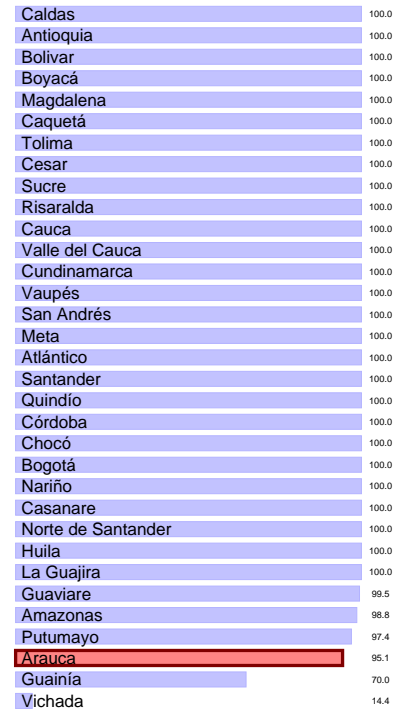 Caldas 100.0
Antioquia 100.0
Bolivar 100.0
Boyacá 100.0
Magdalena 100.0
Caquetá 100.0
Tolima 100.0
Cesar 100.0
Sucre 100.0
Risaralda 100.0
Cauca 100.0
Valle del Cauca 100.0
Cundinamarca 100.0
Vaupés 100.0
San Andrés 100.0
Meta 100.0
Atlántico 100.0
Santander 100.0
Quindío 100.0
Córdoba 100.0
Chocó 100.0
Bogotá 100.0
Nariño 100.0
Casanare 100.0
Norte de Santander 100.0
Huila 100.0
La Guajira 100.0
Guaviare 99.5
Amazonas 98.8
Putumayo 97.4
Arauca 95.1
Guainía 70.0
Vichada 14.4